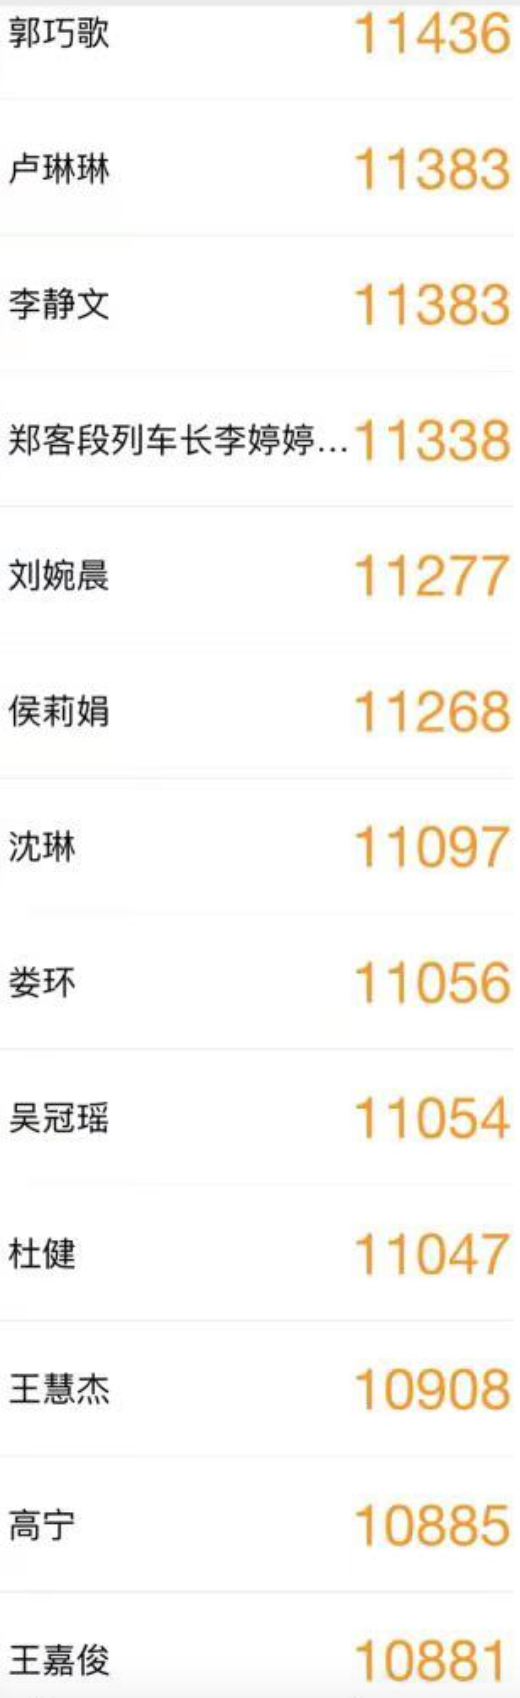 郭巧歌 11436
卢琳琳 11383
李静文 11383
郑客段列车长李婷婷... 11338
刘婉晨 11277
侯莉娟 11268
沈琳 11097
娄环 11056
吴冠瑶 11054
杜健 11047
王慧杰 10908
高宁 10885
王嘉俊 10881